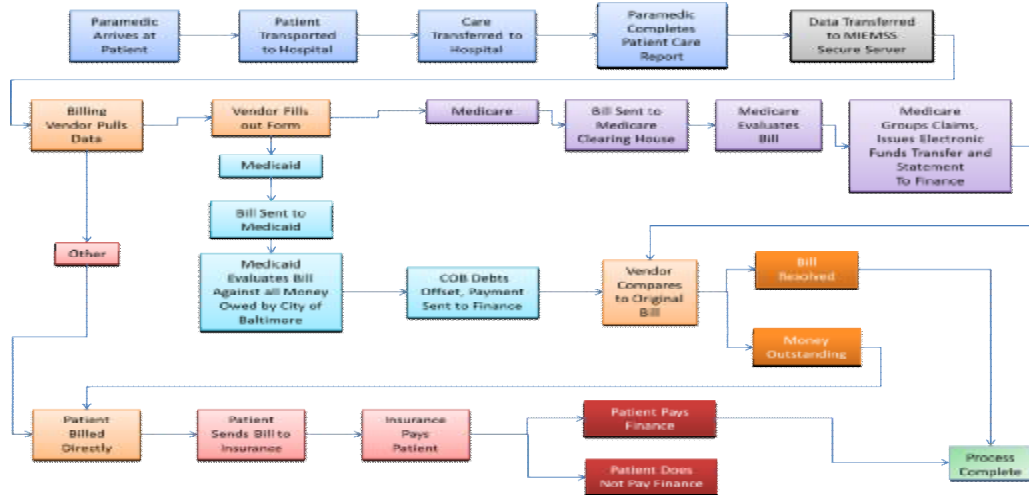 Paramedic
Arrives at
Patient
Patient
Transported
to Hospital
Care
Transferred to
Hospital
Paramedic
Completes
Patient Care
Report
Data Transferred
to MIEMSS
Secure Server
Billing
Vendor Pulls
Data
Vendor Fills
out Form
Medicare
Bill Sent to
Medicare
Clearing House
Medicare
Evaluates
Bill
Medicare
Groups Claims,
Issues Electronic
Funds Transfer and
Statement
To Finance
Medicaid
Bill Sent to
Medicaid
Other
Medicaid
Evaluates Bill
Against all Money
Owed by City of
Baltimore
COB Debts
Offset, Payment
Sent to Finance
Vendor
Compares
to Original
Bill
Bill
Resolved
Money
Outstanding
Patient
Billed
Directly
Patient
Sends Bill to
Insurance
Insurance
Pays
Patient
Patient Pays
Finance
Patient Does
Not Pay Finance
Process
Complete